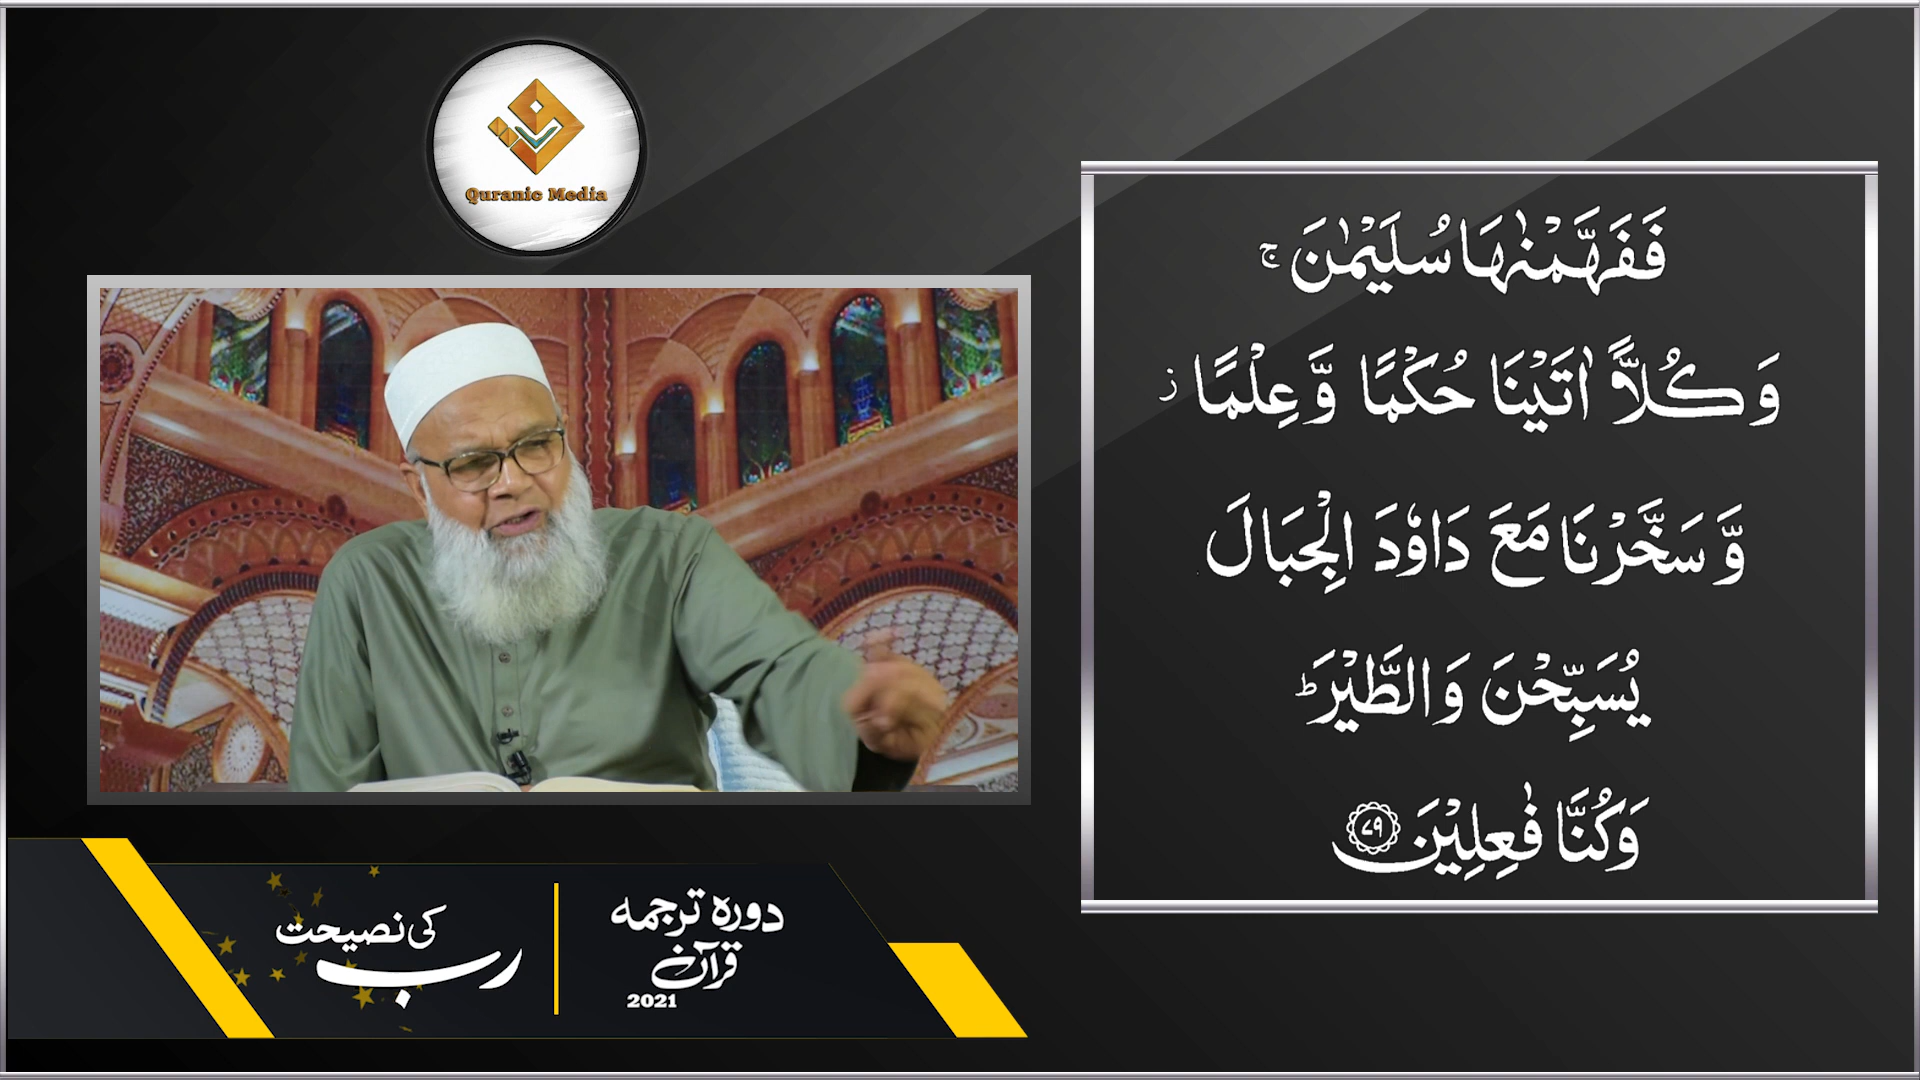 Quranic Media
فَفَهَّمْنٰهَا سُلَيْمٰنَ ۚ
وَكُلًّا اٰتَيْنَا حُكْمًا وَّعِلْمًا ز
وَّسَخَّرْنَا مَعَ دَاوٗدَ الْجِبَالَ
يُسَبِّحْنَ وَالطَّيْرَ ؕ
وَكُنَّا فٰعِلِيْنَ ۝۷۹
دورہ ترجمہ
قرآن
2021
رب
کی نصیحت